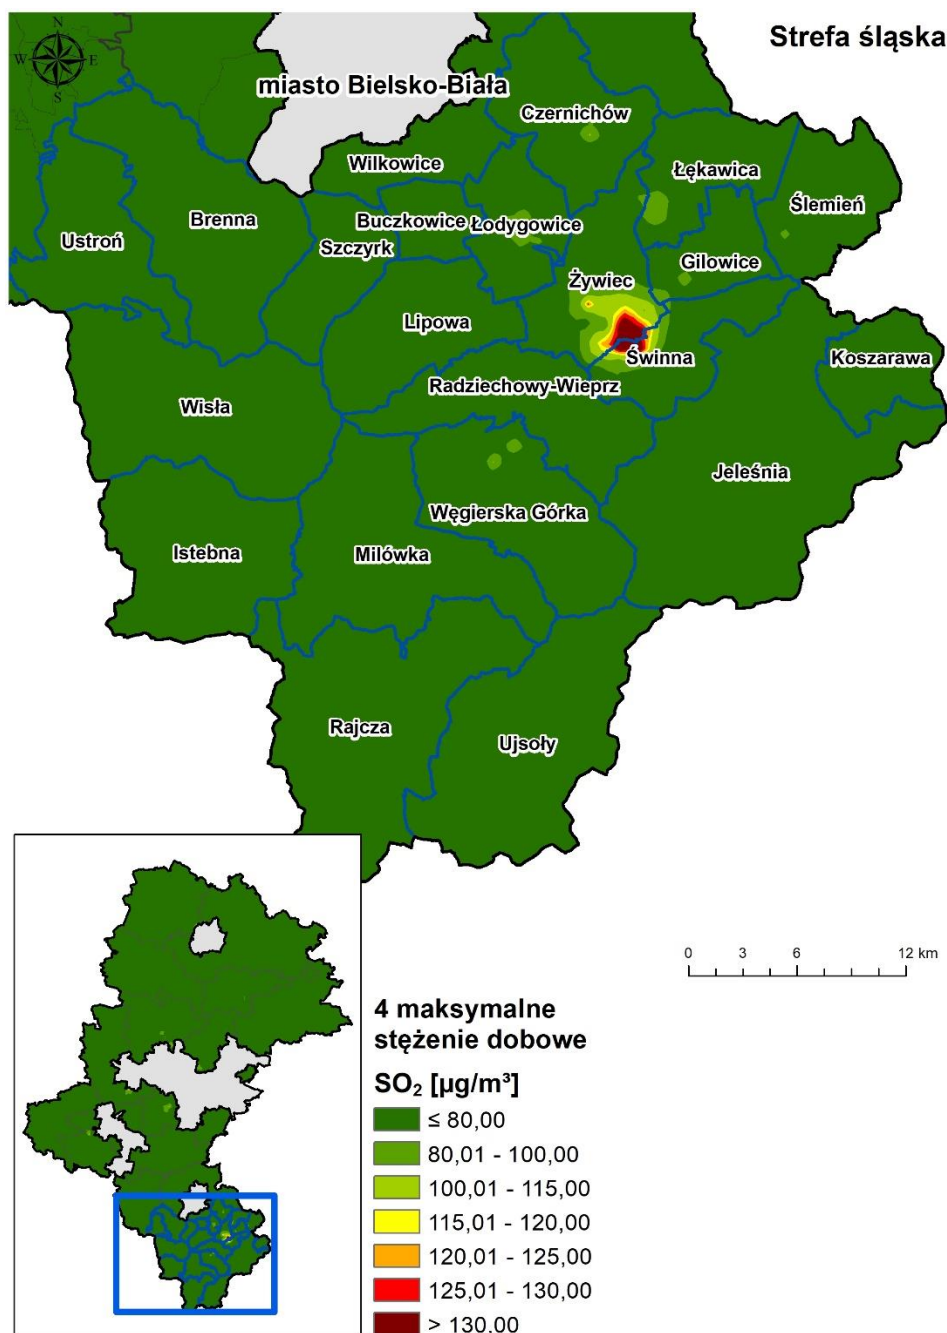 Strefa śląska
N
W E
S
miasto Bielsko-Biała
Czernichów
Wilkowice
Łękawica
Ślemień
Brenna
Buczkowice
Łodygowice
Ustroń
Szczyrk
Gilowice
Żywiec
Lipowa
Świnna
Koszarawa
Radziechowy-Wieprz
Wisła
Jeleśnia
Węgierska Górka
Istebna
Milówka
Rajcza
Ujsoły
0 3 6 12 km
4 maksymalne
stężenie dobowe
SO₂ [µg/m³]
≤ 80,00
80,01 - 100,00
100,01 - 115,00
115,01 - 120,00
120,01 - 125,00
125,01 - 130,00
> 130,00